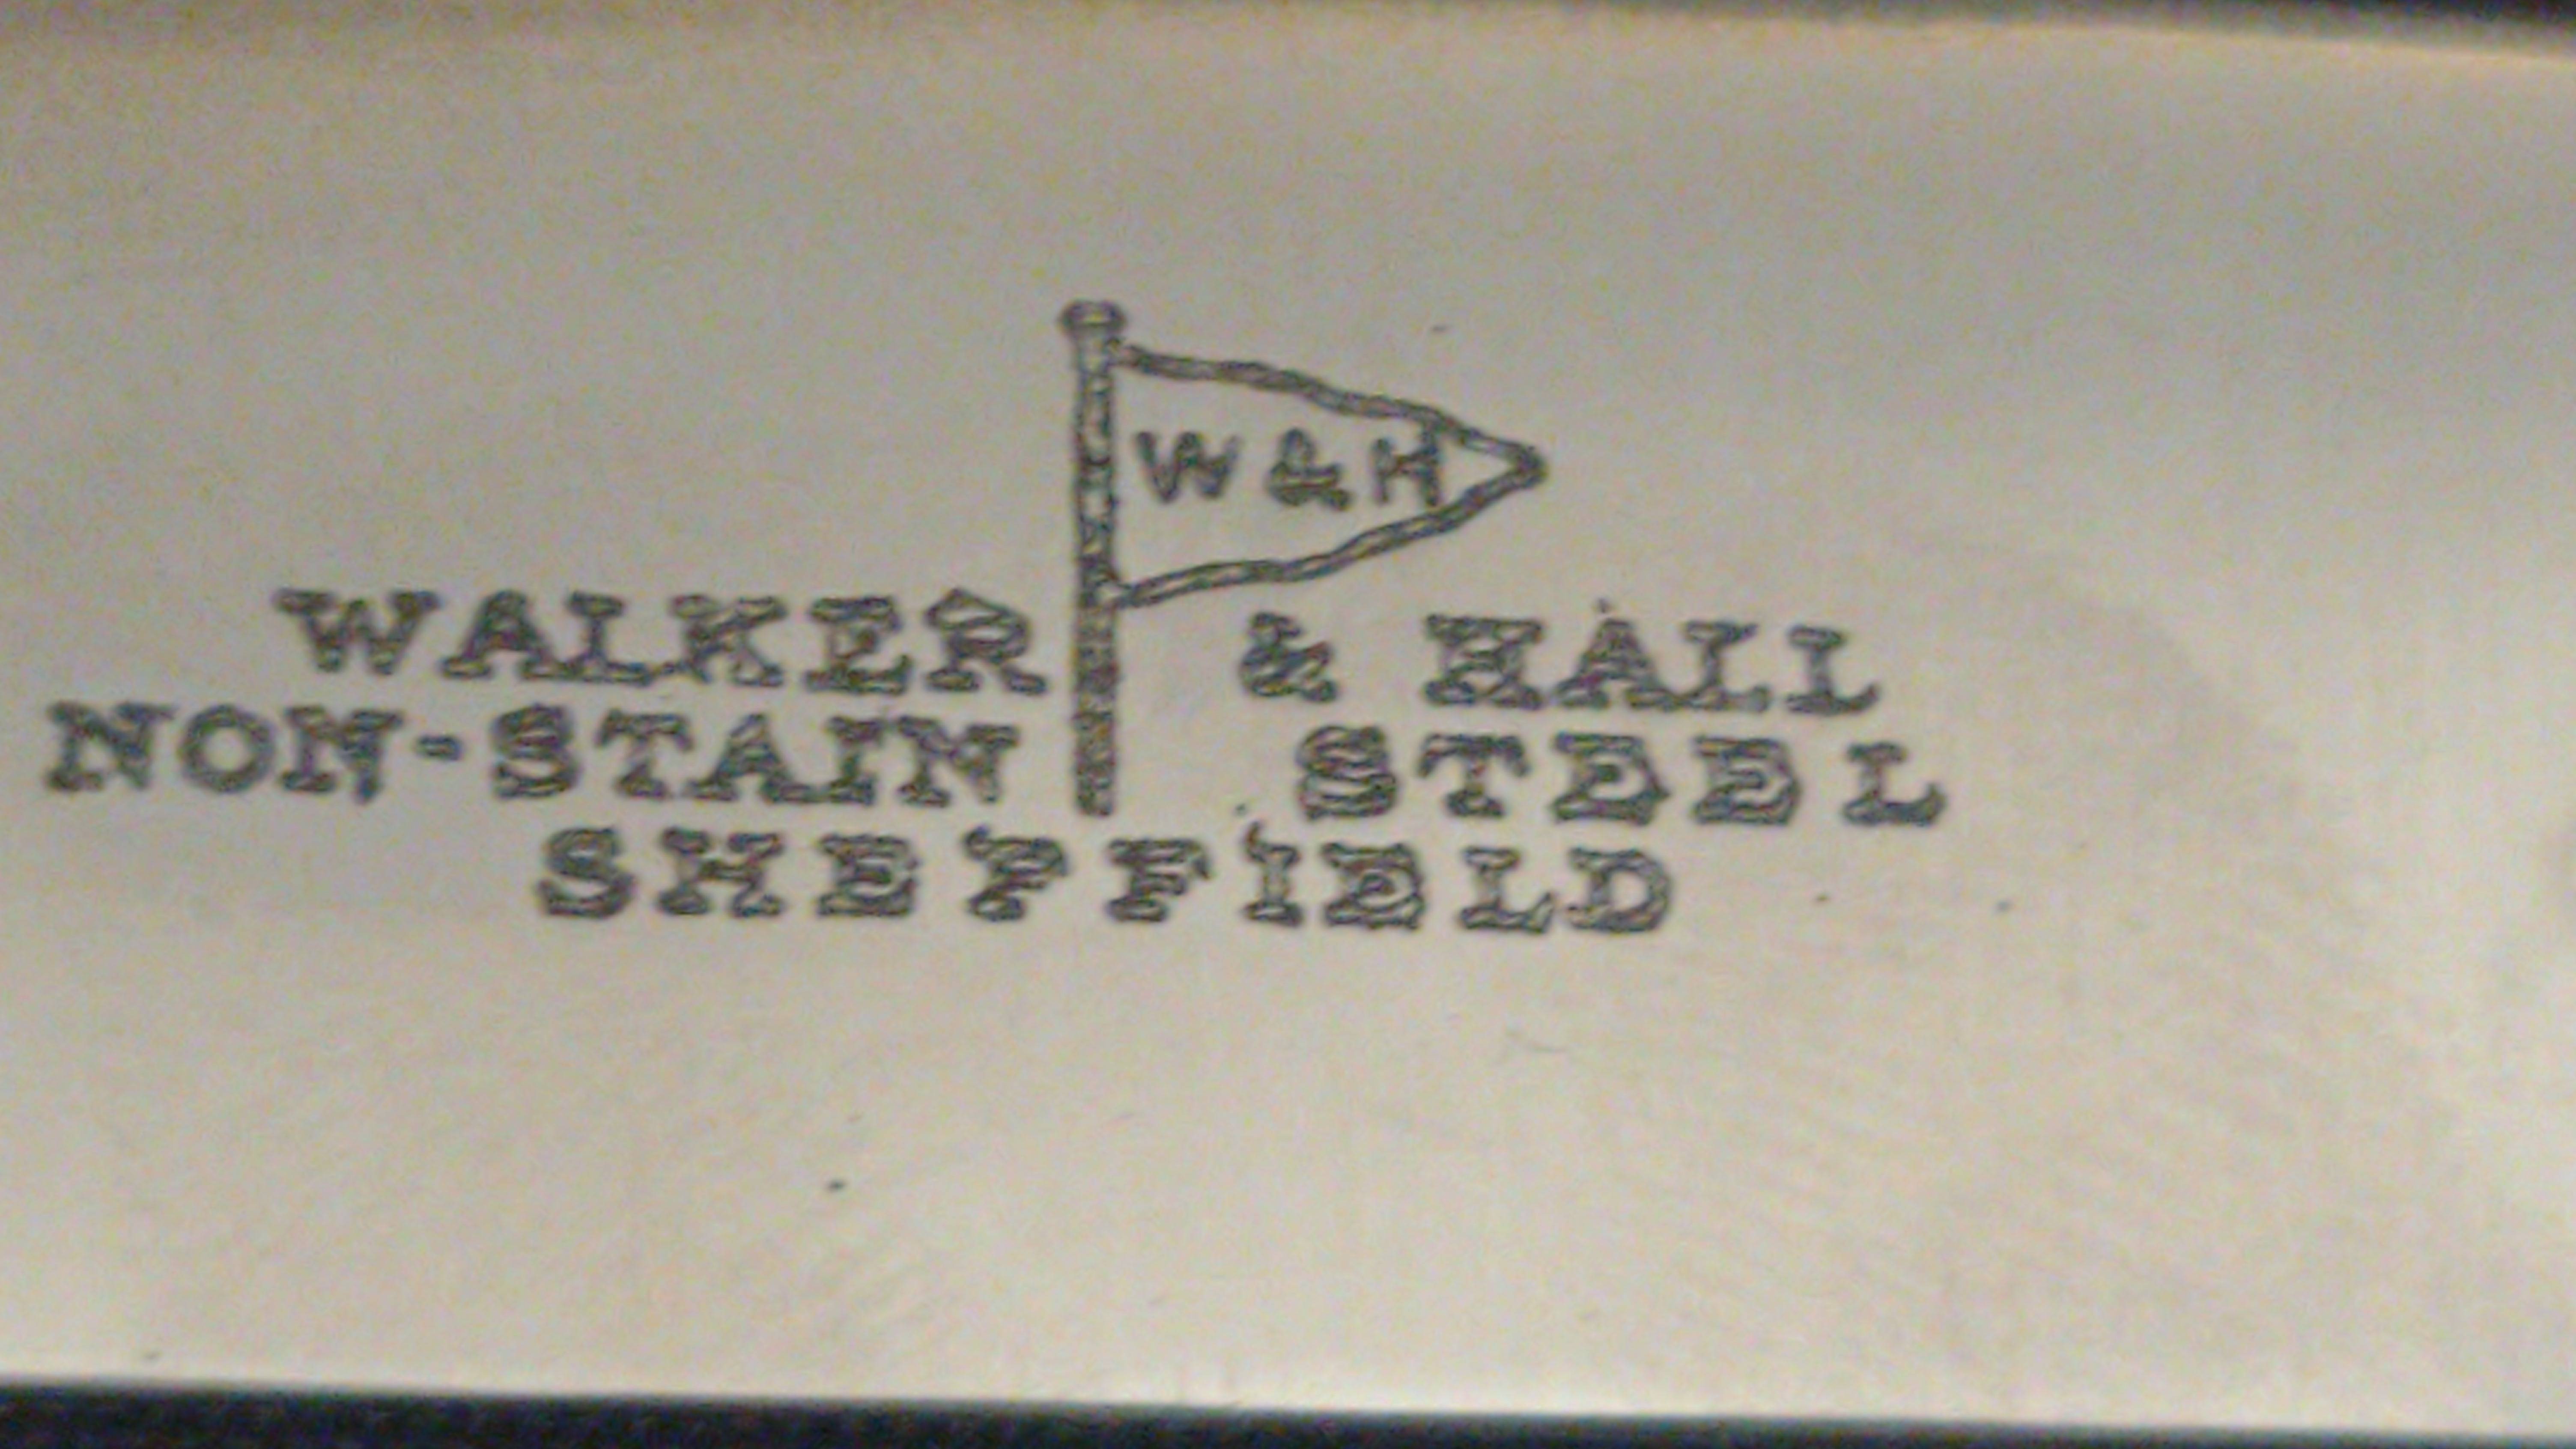 W & H
WALKER & HALL
NON-STAIN STEEL
SHEFFIELD